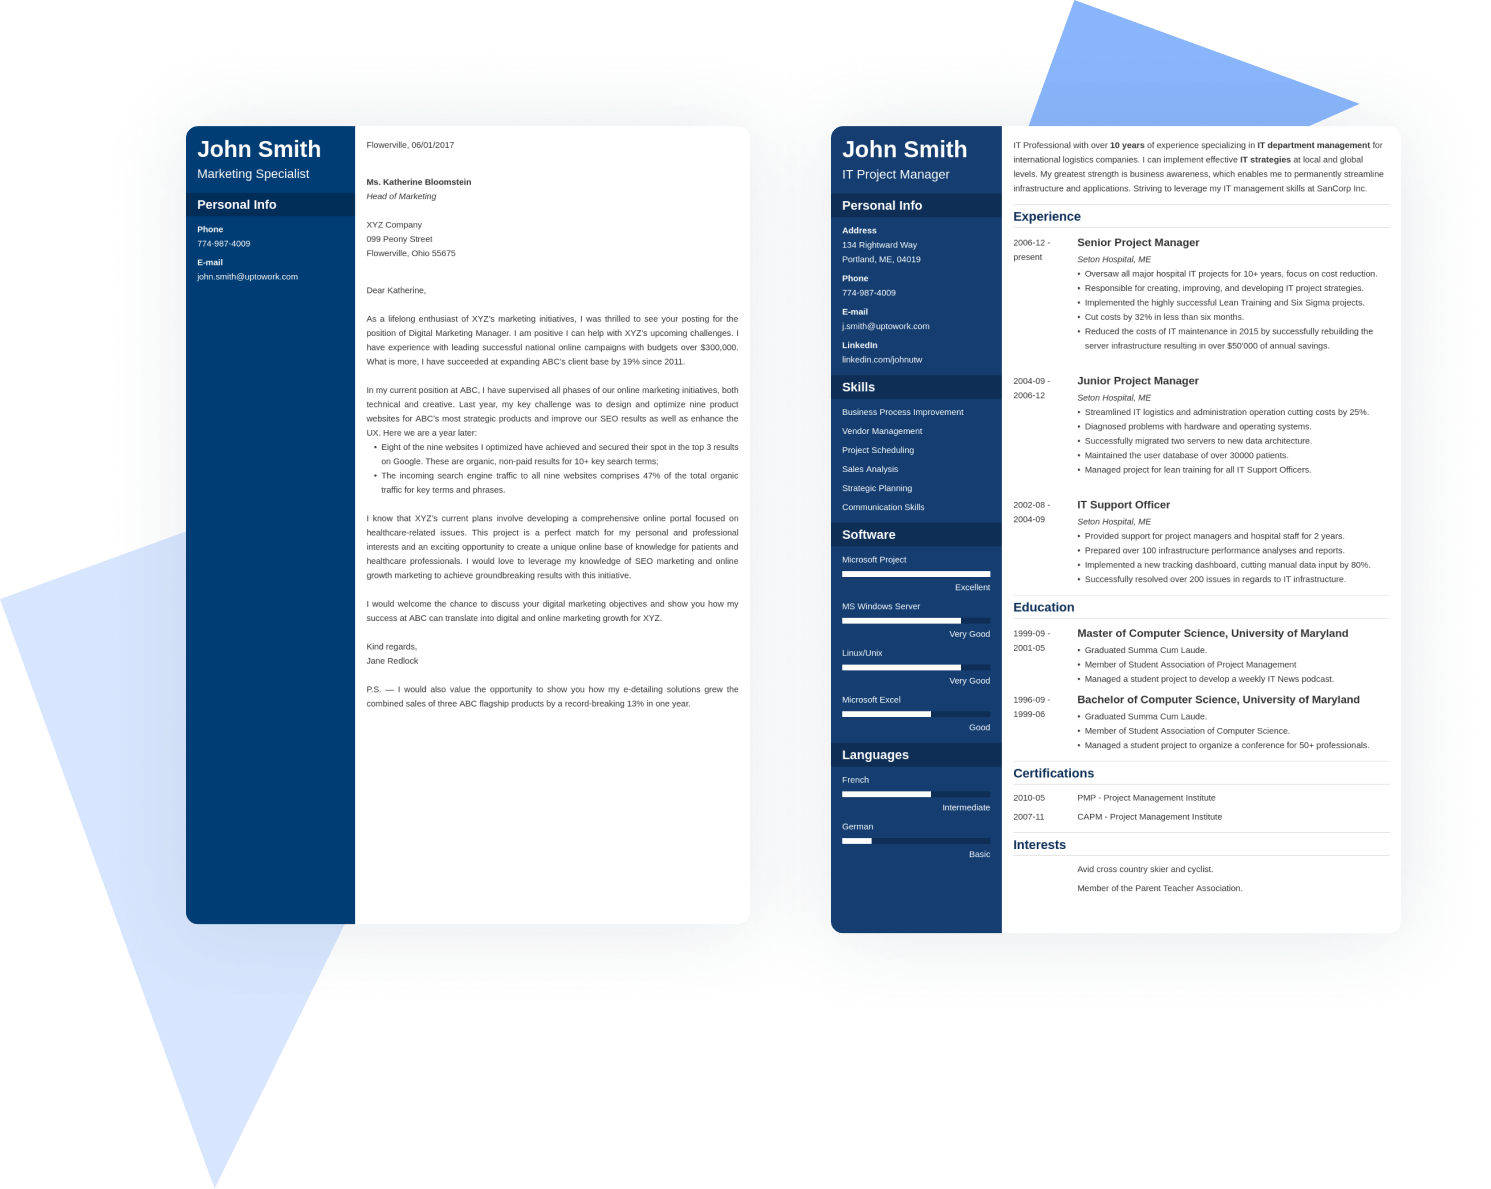 John Smith
Marketing Specialist
Personal Info
Phone
774-987-4009
E-mail
john.smith@uptowork.com
Flowerville, 06/01/2017
Ms. Katherine Bloomstein
Head of Marketing
XYZ Company
099 Peony Street
Flowerville, Ohio 55675
Dear Katherine,
As a lifelong enthusiast of XYZ's marketing initiatives, I was thrilled to see your posting for the
position of Digital Marketing Manager. I am positive I can help with XYZ's upcoming challenges. I
have experience with leading successful national online campaigns with budgets over $300,000.
What is more, I have succeeded at expanding ABC's client base by 19% since 2011.
In my current position at ABC, I have supervised all phases of our online marketing initiatives, both
technical and creative. Last year, my key challenge was to design and optimize nine product
websites for ABC's most strategic products and improve our SEO results as well as enhance the
UX. Here we are a year later:
• Eight of the nine websites I optimized have achieved and secured their spot in the top 3 results
on Google. These are organic, non-paid results for 10+ key search terms;
• The incoming search engine traffic to all nine websites comprises 47% of the total organic
traffic for key terms and phrases.
I know that XYZ's current plans involve developing a comprehensive online portal focused on
healthcare-related issues. This project is a perfect match for my personal and professional
interests and an exciting opportunity to create a unique online base of knowledge for patients and
healthcare professionals. I would love to leverage my knowledge of SEO marketing and online
growth marketing to achieve groundbreaking results with this initiative.
I would welcome the chance to discuss your digital marketing objectives and show you how my
success at ABC can translate into digital and online marketing growth for XYZ.
Kind regards,
Jane Redlock
P.S. — I would also value the opportunity to show you how my e-detailing solutions grew the
combined sales of three ABC flagship products by a record-breaking 13% in one year.
John Smith
IT Project Manager
Personal Info
Address
134 Rightward Way
Portland, ME, 04019
Phone
774-987-4009
E-mail
j.smith@uptowork.com
LinkedIn
linkedin.com/johnutw
Skills
Business Process Improvement
Vendor Management
Project Scheduling
Sales Analysis
Strategic Planning
Communication Skills
Software
Microsoft Project
Excellent
MS Windows Server
Very Good
Linux/Unix
Very Good
Microsoft Excel
Good
Languages
French
Intermediate
German
Basic
IT Professional with over 10 years of experience specializing in IT department management for
international logistics companies. I can implement effective IT strategies at local and global
levels. My greatest strength is business awareness, which enables me to permanently streamline
infrastructure and applications. Striving to leverage my IT management skills at SanCorp Inc.
Experience
2006-12 - Senior Project Manager
present Seton Hospital, ME
• Oversaw all major hospital IT projects for 10+ years, focus on cost reduction.
• Responsible for creating, improving, and developing IT project strategies.
• Implemented the highly successful Lean Training and Six Sigma projects.
• Cut costs by 32% in less than six months.
• Reduced the costs of IT maintenance in 2015 by successfully rebuilding the
server infrastructure resulting in over $50'000 of annual savings.
2004-09 - Junior Project Manager
2006-12 Seton Hospital, ME
• Streamlined IT logistics and administration operation cutting costs by 25%.
• Diagnosed problems with hardware and operating systems.
• Successfully migrated two servers to new data architecture.
• Maintained the user database of over 30000 patients.
• Managed project for lean training for all IT Support Officers.
2002-08 - IT Support Officer
2004-09 Seton Hospital, ME
• Provided support for project managers and hospital staff for 2 years.
• Prepared over 100 infrastructure performance analyses and reports.
• Implemented a new tracking dashboard, cutting manual data input by 80%.
• Successfully resolved over 200 issues in regards to IT infrastructure.
Education
1999-09 - Master of Computer Science, University of Maryland
2001-05 • Graduated Summa Cum Laude.
• Member of Student Association of Project Management
• Managed a student project to develop a weekly IT News podcast.
1996-09 - Bachelor of Computer Science, University of Maryland
1999-06 • Graduated Summa Cum Laude.
• Member of Student Association of Computer Science.
• Managed a student project to organize a conference for 50+ professionals.
Certifications
2010-05 PMP - Project Management Institute
2007-11 CAPM - Project Management Institute
Interests
Avid cross country skier and cyclist.
Member of the Parent Teacher Association.